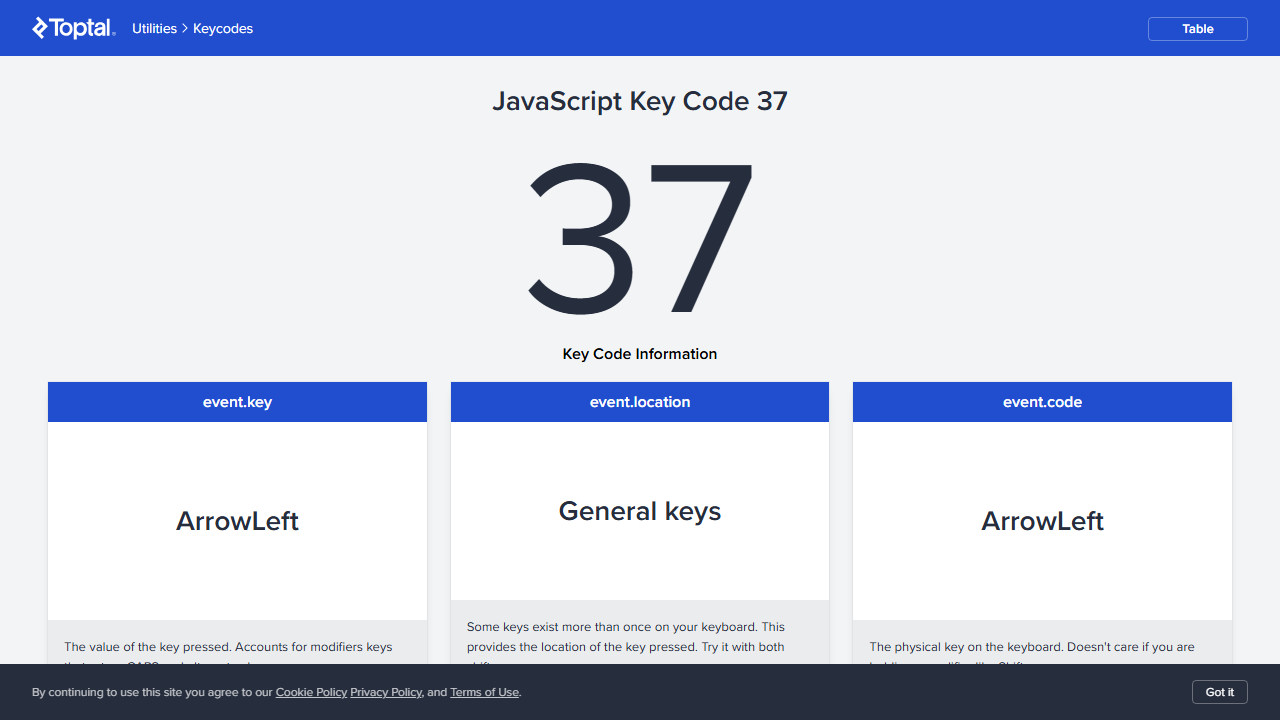 Toptal Utilities > Keycodes Table
JavaScript Key Code 37
37
Key Code Information
event.key
ArrowLeft
The value of the key pressed. Accounts for modifiers keys
event.location
General keys
Some keys exist more than once on your keyboard. This
provides the location of the key pressed. Try it with both
event.code
ArrowLeft
The physical key on the keyboard. Doesn't care if you are
By continuing to use this site you agree to our Cookie Policy Privacy Policy, and Terms of Use. Got it